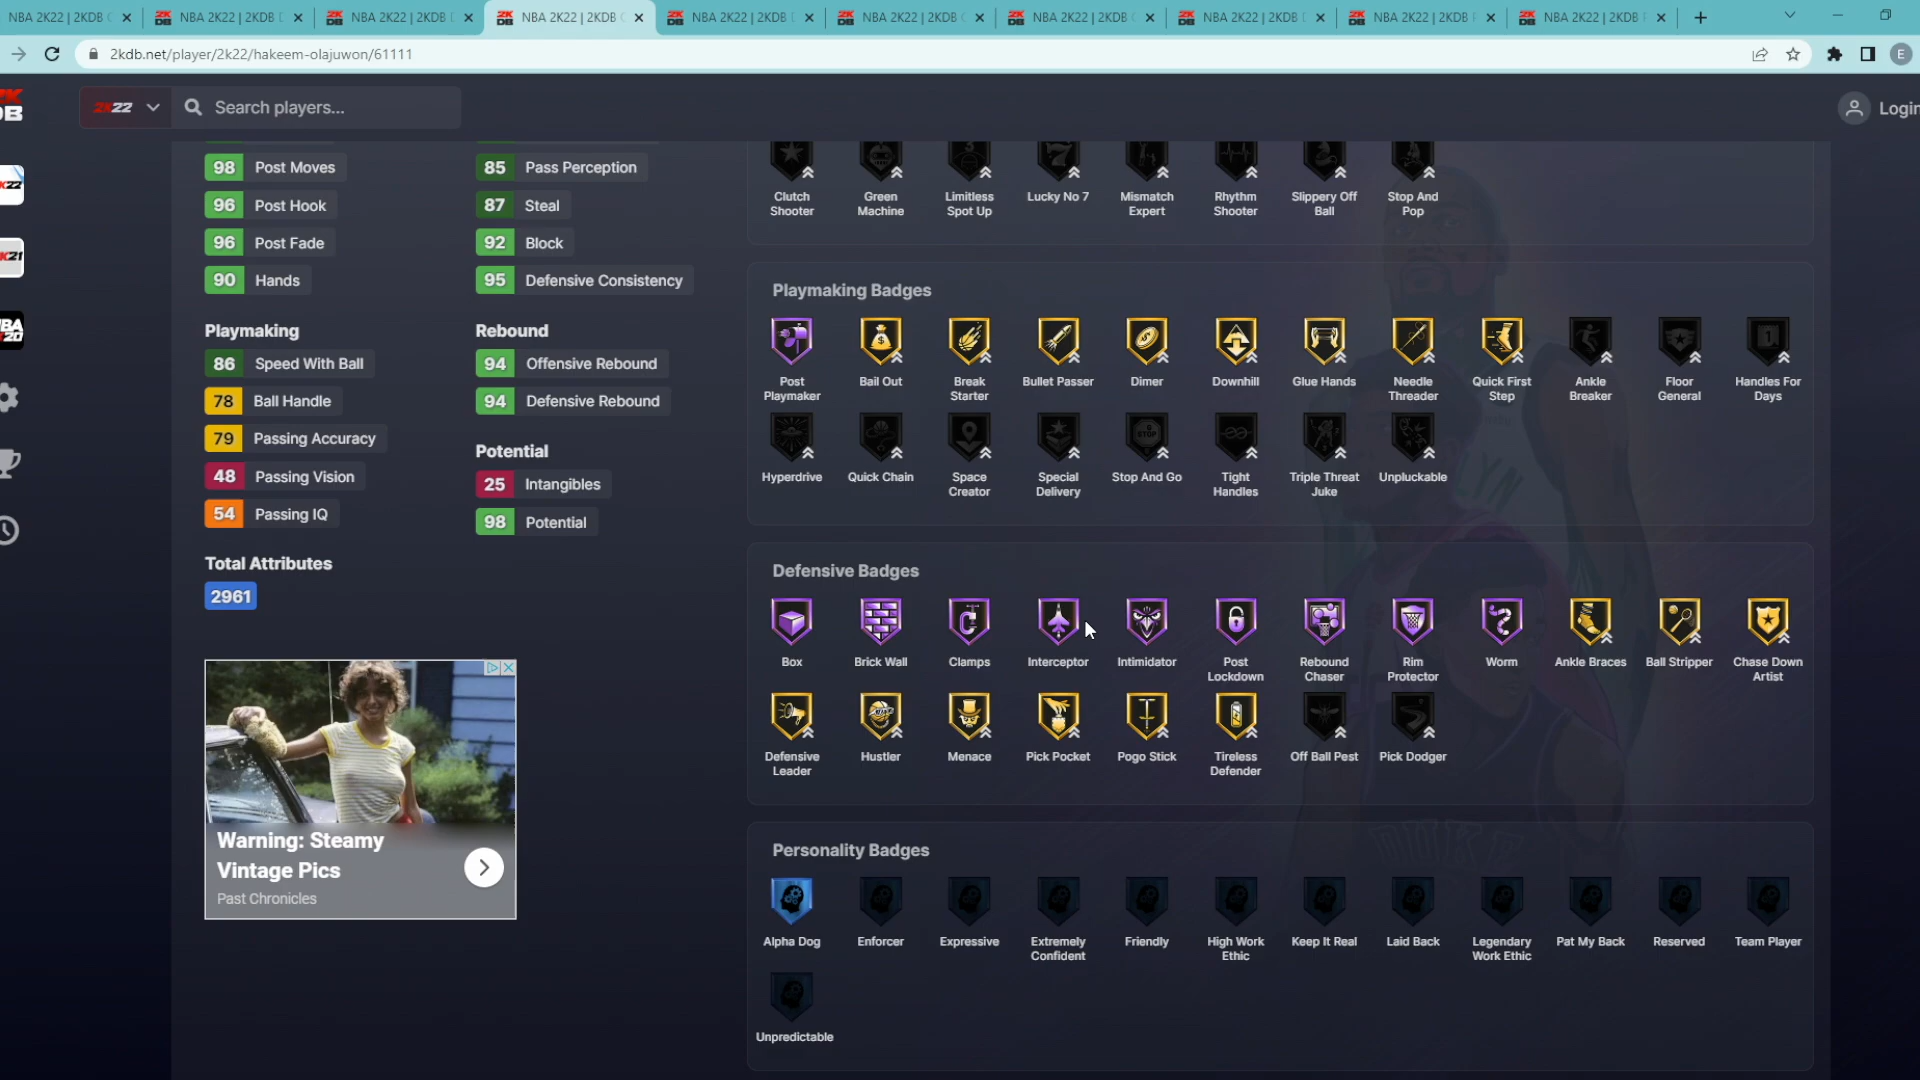 NBA 2K22 | 2KDB
NBA 2K22 | 2KDB
NBA 2K22 | 2KDB
NBA 2K22 | 2KDB
NBA 2K22 | 2KDB
NBA 2K22 | 2KDB
NBA 2K22 | 2KDB
NBA 2K22 | 2KDB
NBA 2K22 | 2KDB
NBA 2K22 | 2KDB
2kdb.net/player/2k22/hakeem-olajuwon/61111
E
2K22
Search players...
Login
98 Post Moves
96 Post Hook
96 Post Fade
90 Hands
Playmaking
86 Speed With Ball
78 Ball Handle
79 Passing Accuracy
48 Passing Vision
54 Passing IQ
Total Attributes
2961
85 Pass Perception
87 Steal
92 Block
95 Defensive Consistency
Rebound
94 Offensive Rebound
94 Defensive Rebound
Potential
25 Intangibles
98 Potential
Warning: Steamy
Vintage Pics
Past Chronicles
Clutch Shooter
Green Machine
Limitless Spot Up
Lucky No 7
Mismatch Expert
Rhythm Shooter
Slippery Off Ball
Stop And Pop
Playmaking Badges
Post Playmaker
Bail Out
Break Starter
Bullet Passer
Dimer
Downhill
Glue Hands
Needle Threader
Quick First Step
Ankle Breaker
Floor General
Handles For Days
Hyperdrive
Quick Chain
Space Creator
Special Delivery
Stop And Go
Tight Handles
Triple Threat Juke
Unpluckable
Defensive Badges
Box
Brick Wall
Clamps
Interceptor
Intimidator
Post Lockdown
Rebound Chaser
Rim Protector
Worm
Ankle Braces
Ball Stripper
Chase Down Artist
Defensive Leader
Hustler
Menace
Pick Pocket
Pogo Stick
Tireless Defender
Off Ball Pest
Pick Dodger
Personality Badges
Alpha Dog
Enforcer
Expressive
Extremely Confident
Friendly
High Work Ethic
Keep It Real
Laid Back
Legendary Work Ethic
Pat My Back
Reserved
Team Player
Unpredictable